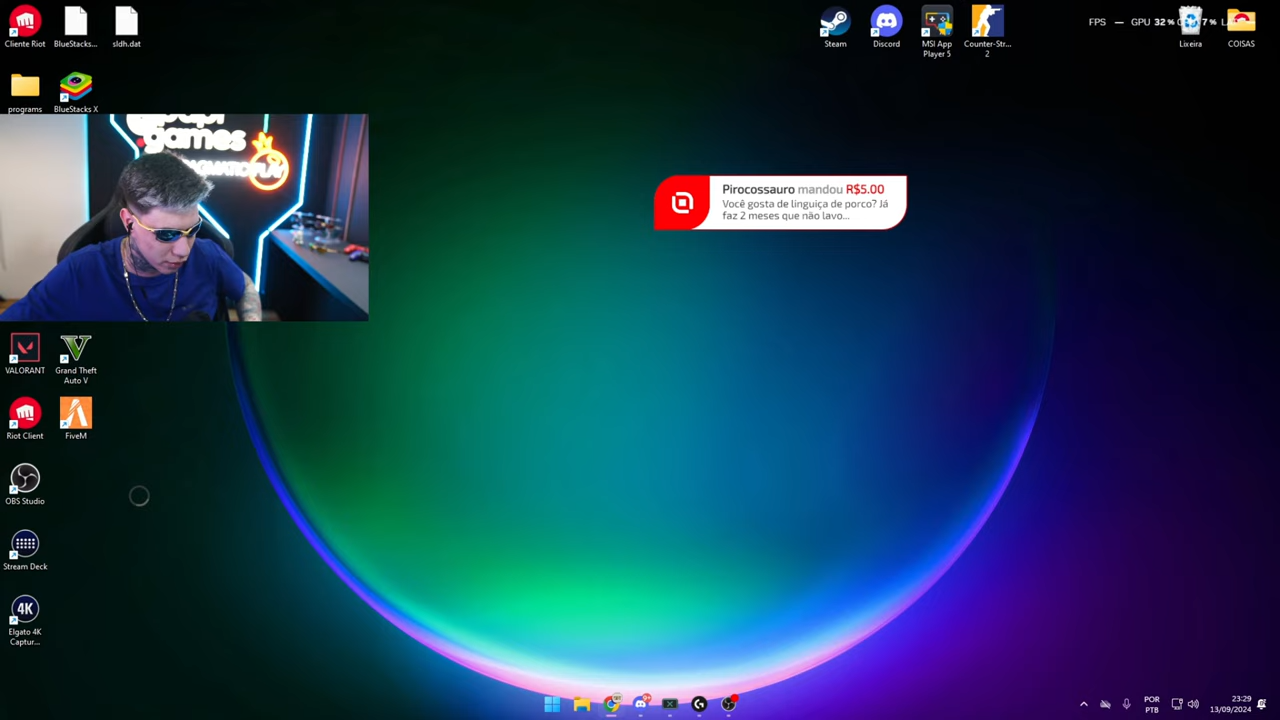 Cliente Riot
BlueStacks...
sldh.dat
Steam
Discord
MSI App
Player 5
Counter-Str...
2
FPS — GPU 32 % 7 %
Lixeira
COISAS
programs
BlueStacks X
games
Pirocossauro mandou R$5.00
Você gosta de linguiça de porco? Já
faz 2 meses que não lavo...
VALORANT
Grand Theft
Auto V
Riot Client
FiveM
OBS Studio
Stream Deck
4K
Elgato 4K
Captur...
POR
PTB
23:29
13/09/2024